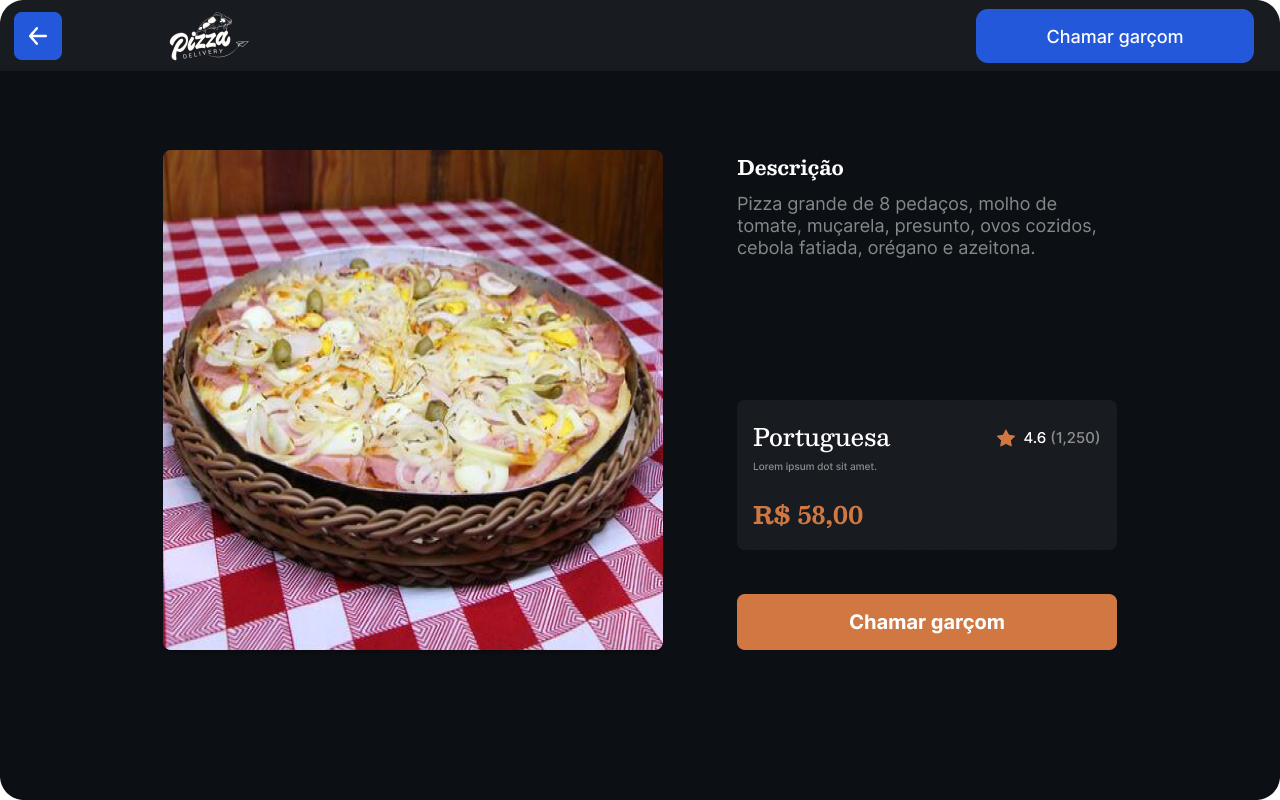 Pizza
DELIVERY
Chamar garçom
Descrição
Pizza grande de 8 pedaços, molho de
tomate, muçarela, presunto, ovos cozidos,
cebola fatiada, orégano e azeitona.
Portuguesa
4.6 (1,250)
Lorem ipsum dot sit amet.
R$ 58,00
Chamar garçom